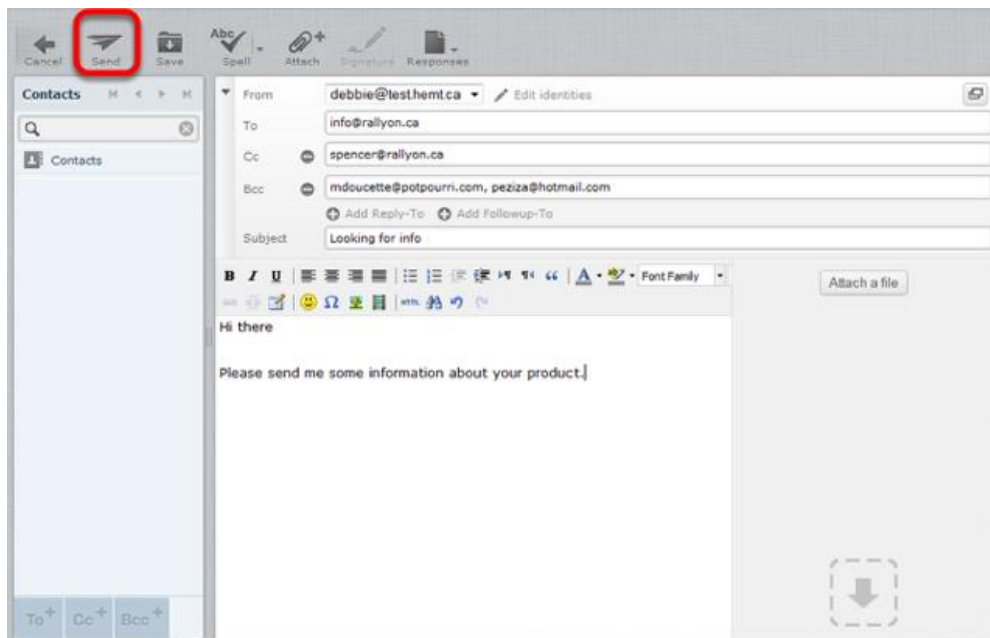 Cancel Send Save Abc Spell Attach Signature Responses
Contacts
From debbie@test.hemt.ca Edit identities
To info@rallyon.ca
Contacts
Cc spencer@rallyon.ca
Bcc mdoucette@potpourri.com, peziza@hotmail.com
Add Reply-To Add Followup-To
Subject Looking for info
B I U A Font Family
Attach a file
HTML
Hi there
Please send me some information about your product.
To+ Cc+ Bcc+